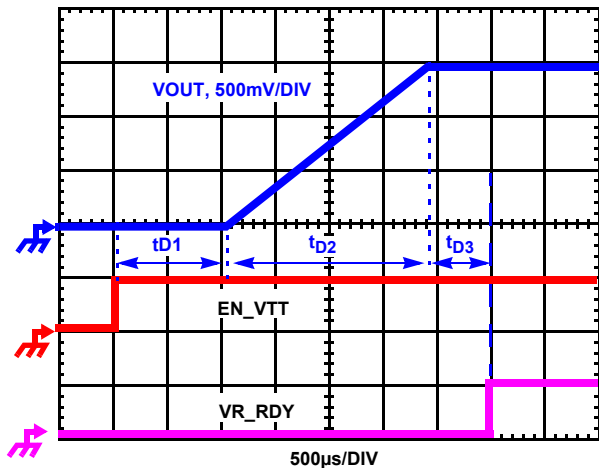 VOUT, 500mV/DIV
tD1
tD2
tD3
EN_VTT
VR_RDY
500µs/DIV